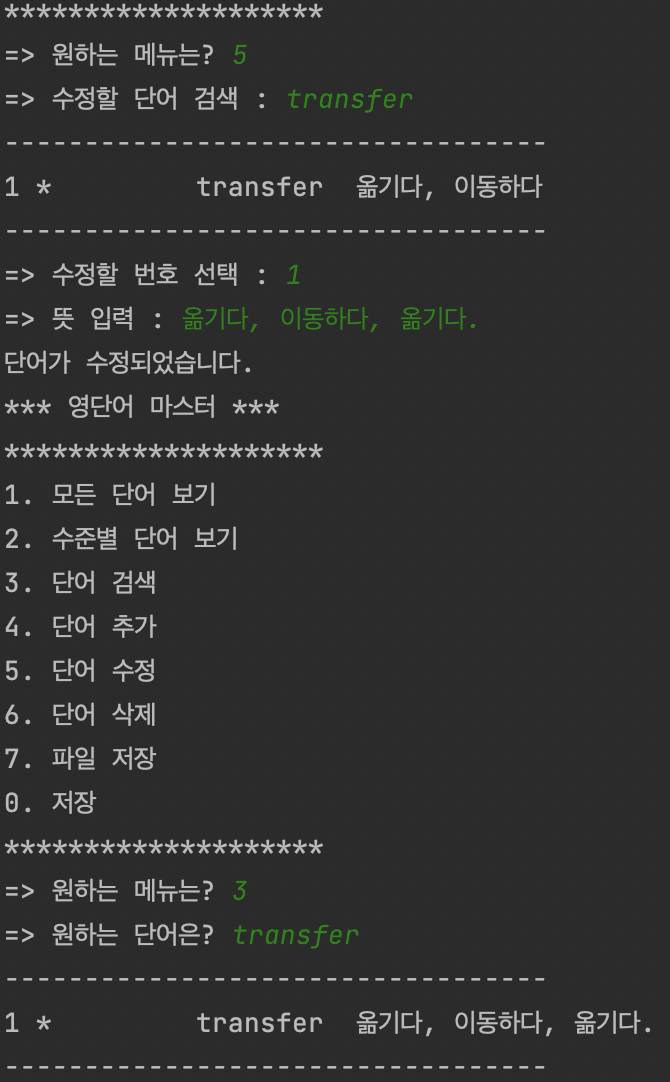 ********************
=> 원하는 메뉴는? 5
=> 수정할 단어 검색 : transfer
----------------------------------
1 *         transfer  옮기다, 이동하다
----------------------------------
=> 수정할 번호 선택 : 1
=> 뜻 입력 : 옮기다, 이동하다, 옮기다.
단어가 수정되었습니다.
*** 영단어 마스터 ***
********************
1. 모든 단어 보기
2. 수준별 단어 보기
3. 단어 검색
4. 단어 추가
5. 단어 수정
6. 단어 삭제
7. 파일 저장
0. 저장
********************
=> 원하는 메뉴는? 3
=> 원하는 단어은? transfer
----------------------------------
1 *         transfer  옮기다, 이동하다, 옮기다.
----------------------------------